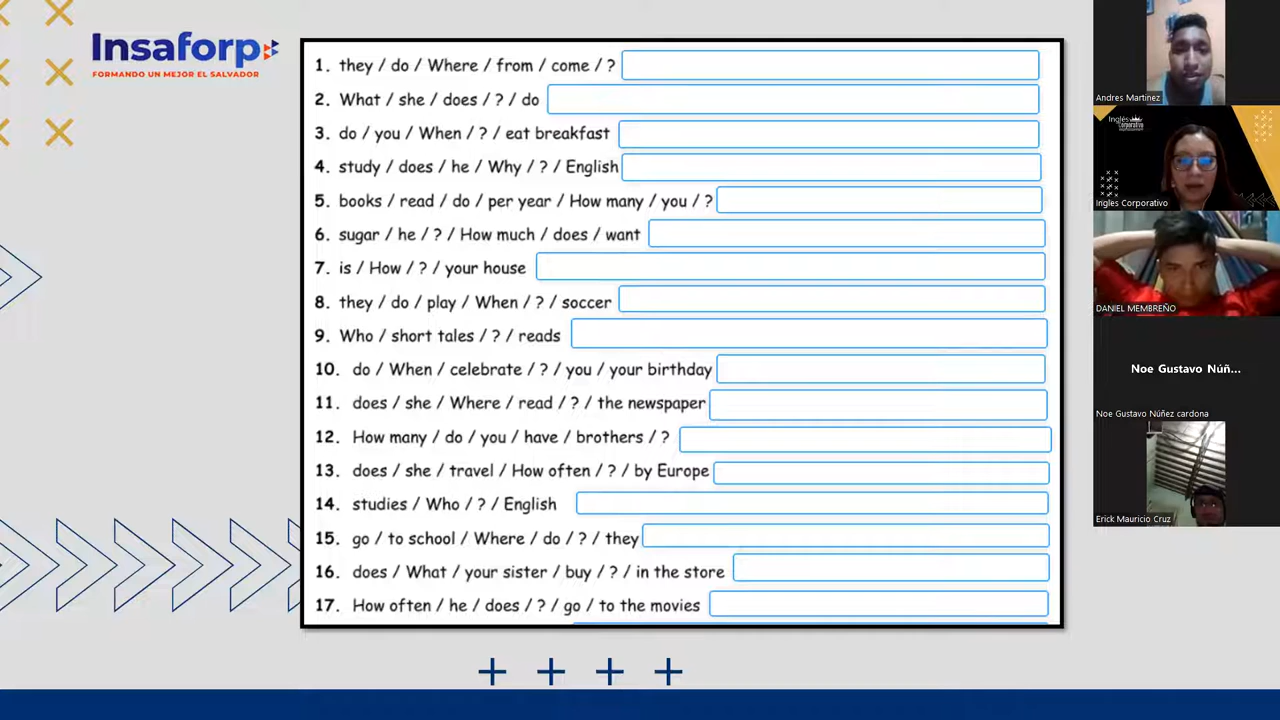 Insaforp
FORMANDO UN MEJOR EL SALVADOR
1. they / do / Where / from / come / ?
2. What / she / does / ? / do
3. do / you / When / ? / eat breakfast
4. study / does / he / Why / ? / English
5. books / read / do / per year / How many / you / ?
6. sugar / he / ? / How much / does / want
7. is / How / ? / your house
8. they / do / play / When / ? / soccer
9. Who / short tales / ? / reads
10. do / When / celebrate / ? / you / your birthday
11. does / she / Where / read / ? / the newspaper
12. How many / do / you / have / brothers / ?
13. does / she / travel / How often / ? / by Europe
14. studies / Who / ? / English
15. go / to school / Where / do / ? / they
16. does / What / your sister / buy / ? / in the store
17. How often / he / does / ? / go / to the movies
Andres Martinez
Inglés
Corporativo
Ingles Corporativo
DANIEL MEMBREÑO
Noe Gustavo Núñ...
Noe Gustavo Núñez cardona
Erick Mauricio Cruz